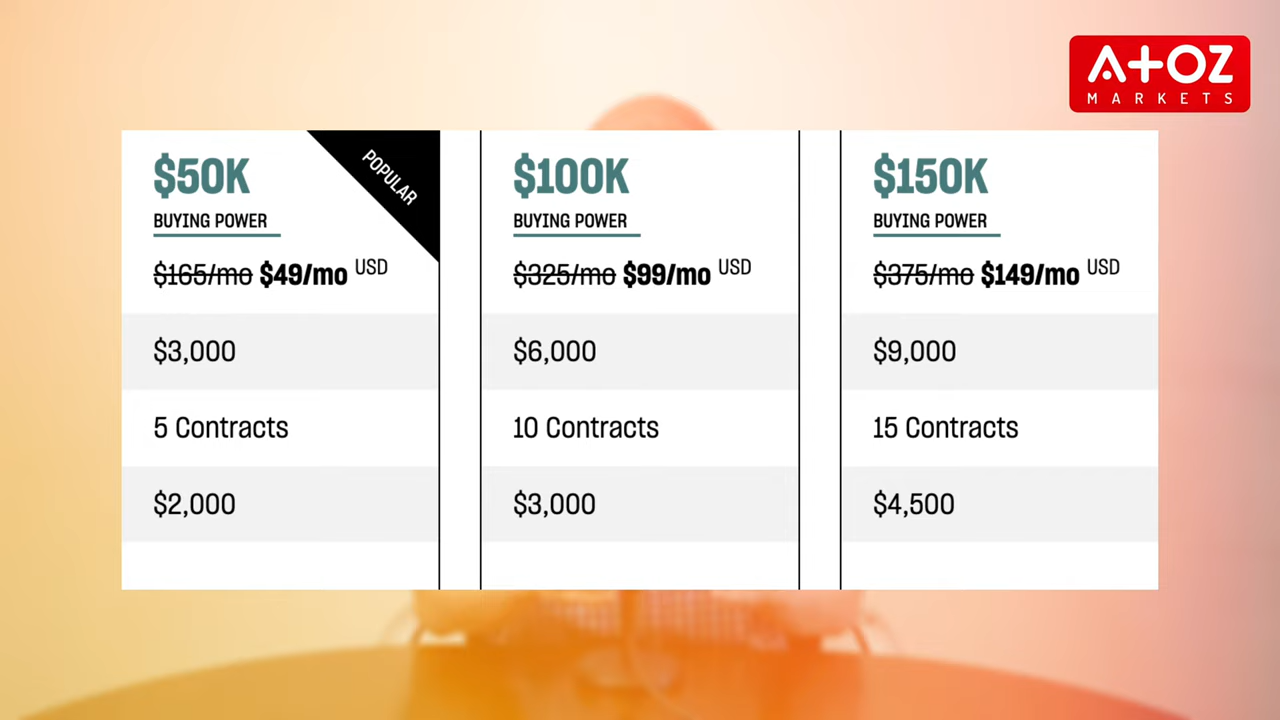 A+OZ
MARKETS
POPULAR
$50K
BUYING POWER
$165/mo $49/mo USD
$3,000
5 Contracts
$2,000
$100K
BUYING POWER
$325/mo $99/mo USD
$6,000
10 Contracts
$3,000
$150K
BUYING POWER
$375/mo $149/mo USD
$9,000
15 Contracts
$4,500